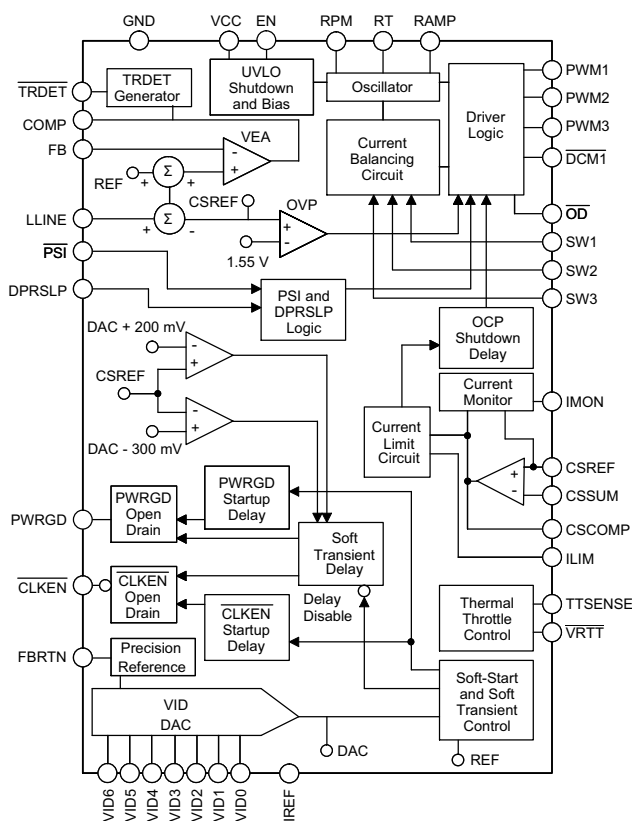 GND
VCC
EN
RPM
RT
RAMP
TRDET
COMP
FB
LLINE
PSI
DPRSLP
PWRGD
CLKEN
FBRTN
PWM1
PWM2
PWM3
DCM1
OD
SW1
SW2
SW3
IMON
CSREF
CSSUM
CSCOMP
ILIM
TTSENSE
VRTT
TRDET
Generator
UVLO
Shutdown
and Bias
Oscillator
Driver
Logic
VEA
-
+
Current
Balancing
Circuit
REF
+
Σ
+
CSREF
OVP
+
Σ
-
+
-
1.55 V
PSI and
DPRSLP
Logic
DAC + 200 mV
-
+
CSREF
-
+
DAC - 300 mV
OCP
Shutdown
Delay
Current
Monitor
Current
Limit
Circuit
+
-
PWRGD
Open
Drain
PWRGD
Startup
Delay
Soft
Transient
Delay
CLKEN
Open
Drain
CLKEN
Startup
Delay
Delay
Disable
Thermal
Throttle
Control
Precision
Reference
VID
DAC
DAC
Soft-Start
and Soft
Transient
Control
REF
VID6
VID5
VID4
VID3
VID2
VID1
VID0
IREF